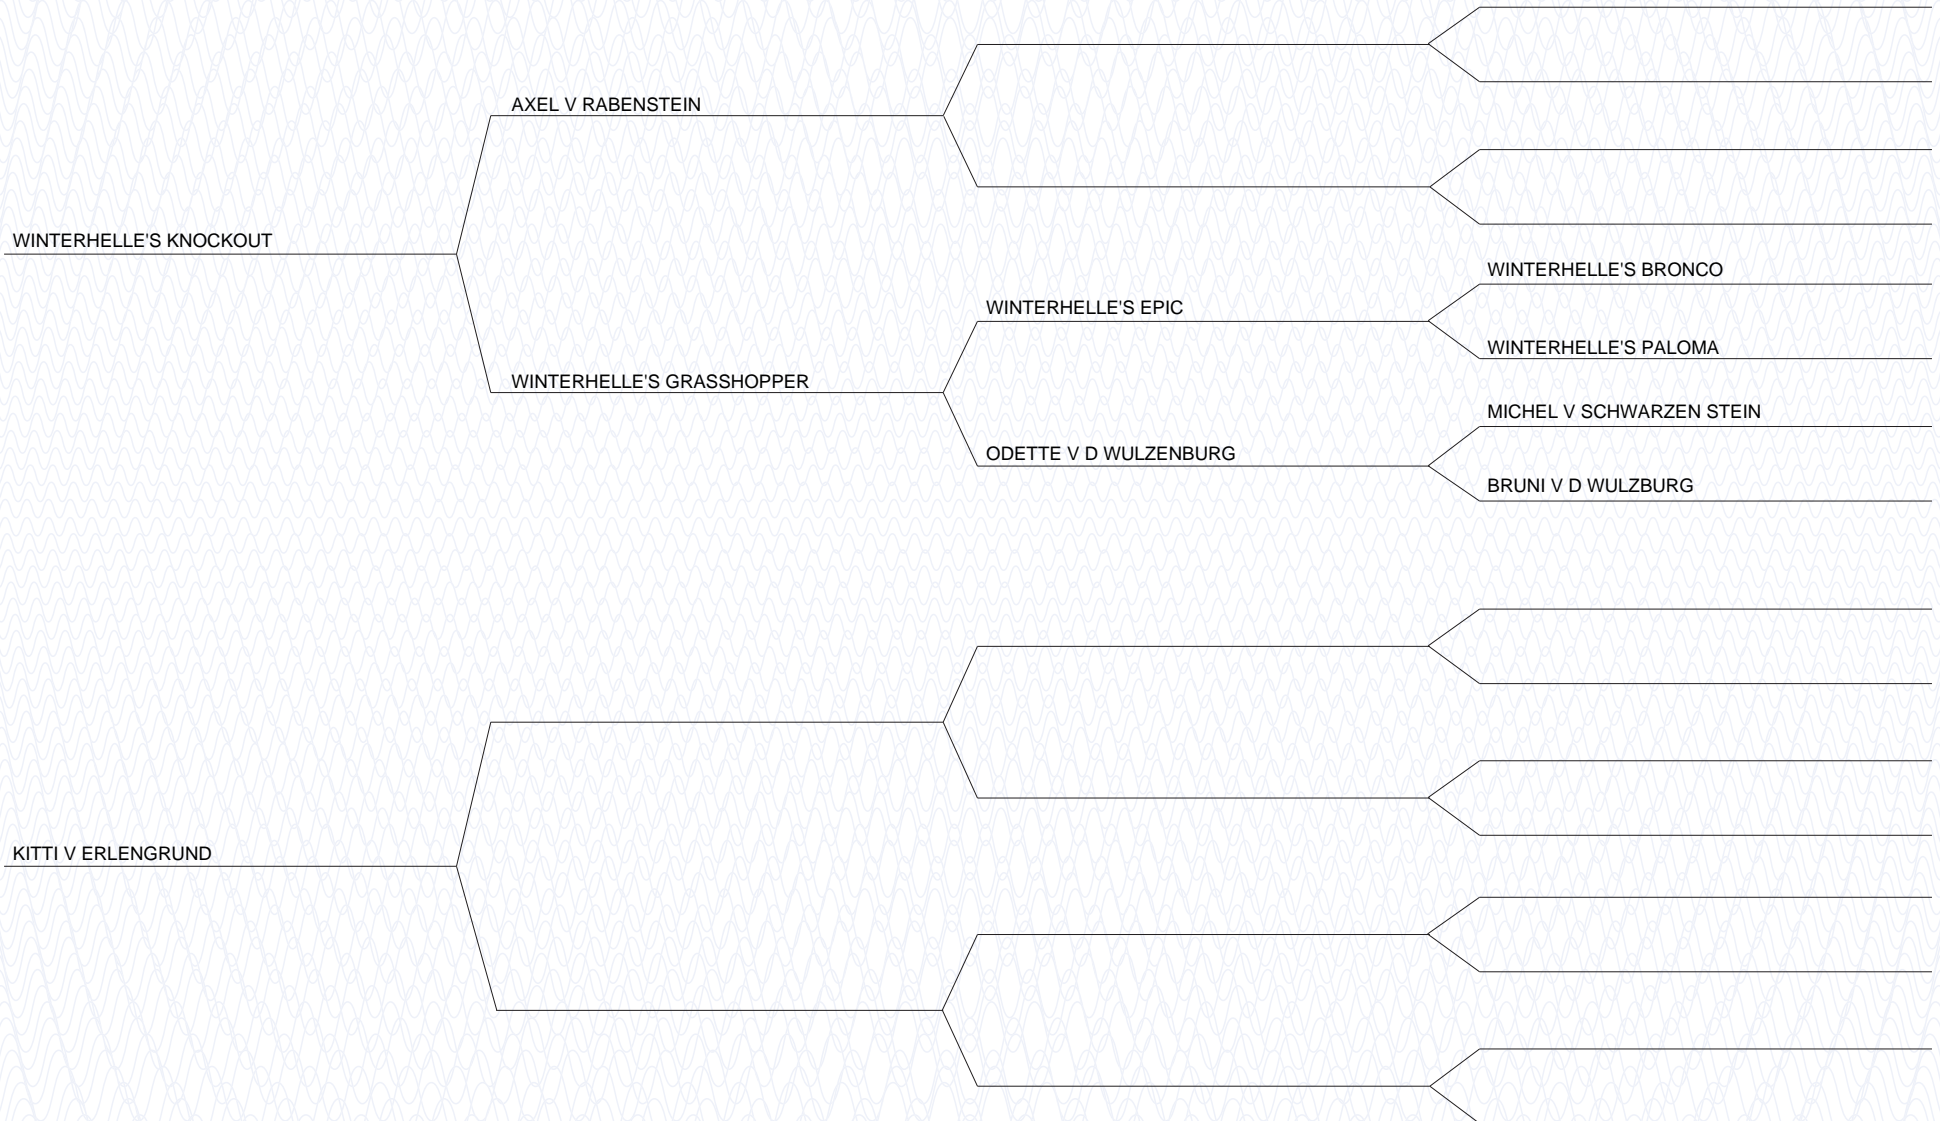 AXEL V RABENSTEIN
WINTERHELLE'S KNOCKOUT
WINTERHELLE'S BRONCO
WINTERHELLE'S EPIC
WINTERHELLE'S PALOMA
WINTERHELLE'S GRASSHOPPER
MICHEL V SCHWARZEN STEIN
ODETTE V D WULZENBURG
BRUNI V D WULZBURG
KITTI V ERLENGRUND